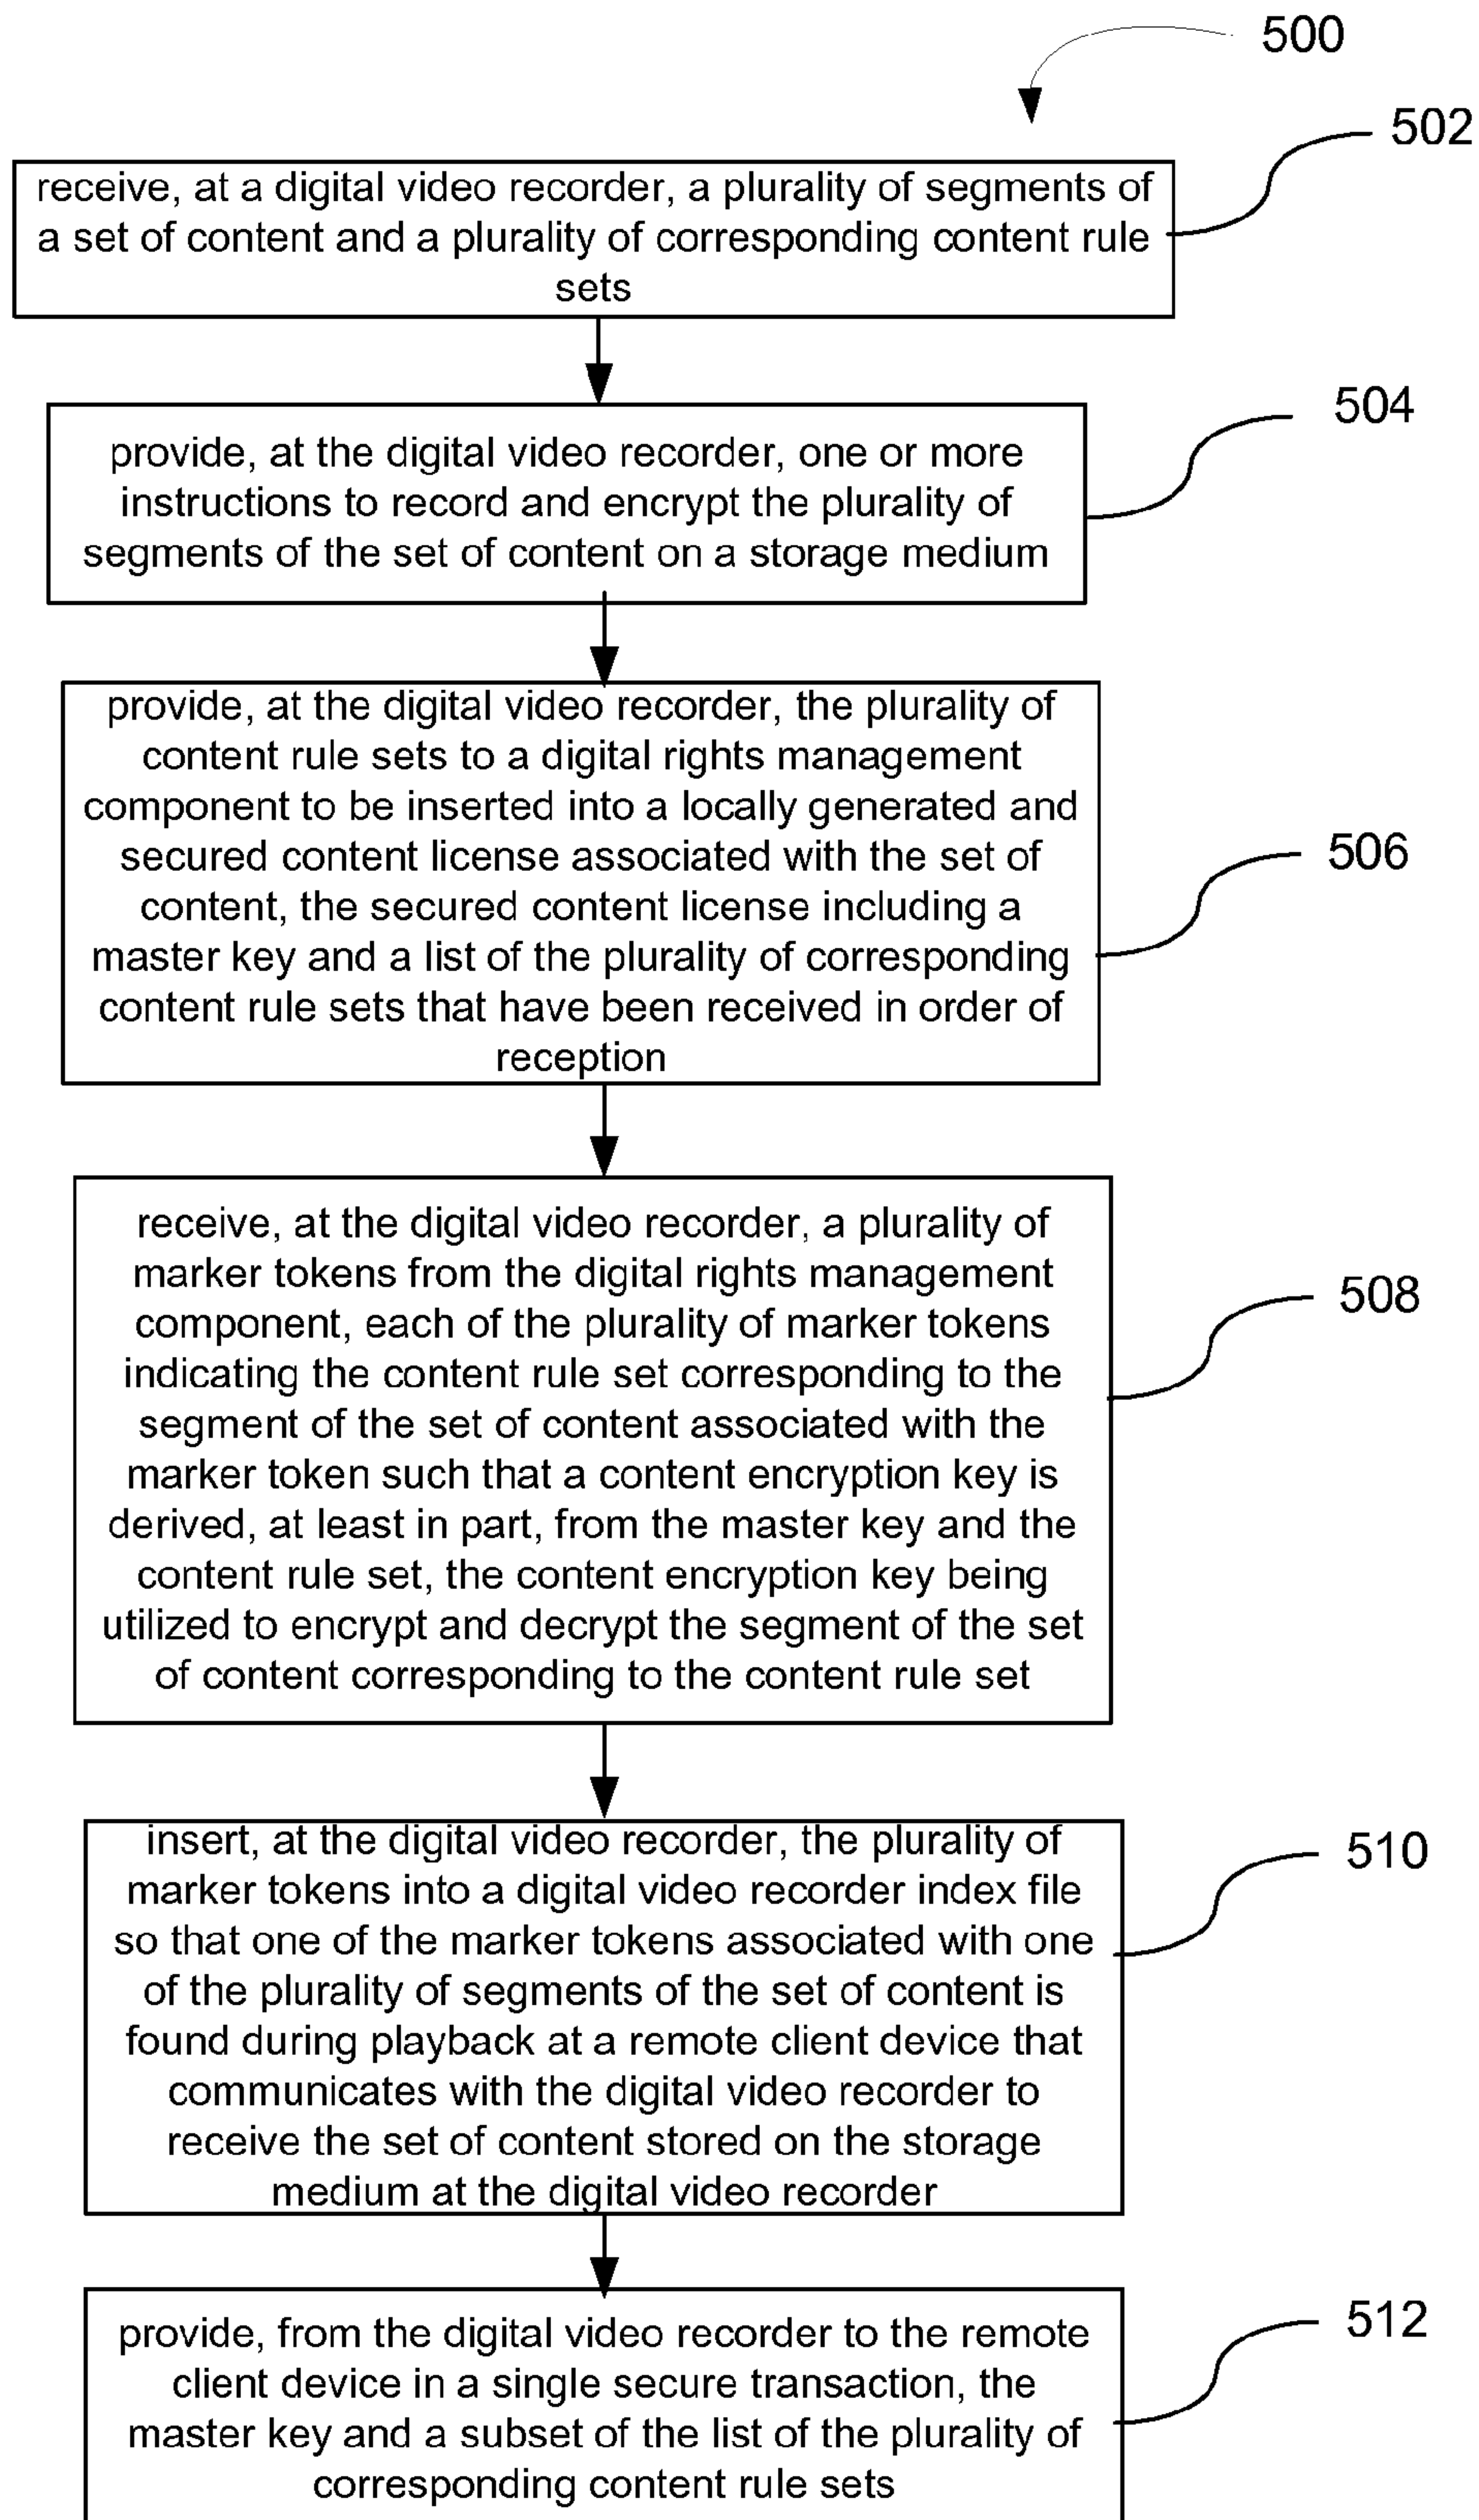 500
502
receive, at a digital video recorder, a plurality of segments of
a set of content and a plurality of corresponding content rule
sets
504
provide, at the digital video recorder, one or more
instructions to record and encrypt the plurality of
segments of the set of content on a storage medium
provide, at the digital video recorder, the plurality of
content rule sets to a digital rights management
component to be inserted into a locally generated and
secured content license associated with the set of
content, the secured content license including a
master key and a list of the plurality of corresponding
content rule sets that have been received in order of
reception
506
receive, at the digital video recorder, a plurality of
marker tokens from the digital rights management
component, each of the plurality of marker tokens
indicating the content rule set corresponding to the
segment of the set of content associated with the
marker token such that a content encryption key is
derived, at least in part, from the master key and the
content rule set, the content encryption key being
utilized to encrypt and decrypt the segment of the set
of content corresponding to the content rule set
508
insert, at the digital video recorder, the plurality of
marker tokens into a digital video recorder index file
so that one of the marker tokens associated with one
of the plurality of segments of the set of content is
found during playback at a remote client device that
communicates with the digital video recorder to
receive the set of content stored on the storage
medium at the digital video recorder
510
provide, from the digital video recorder to the remote
client device in a single secure transaction, the
master key and a subset of the list of the plurality of
corresponding content rule sets
512